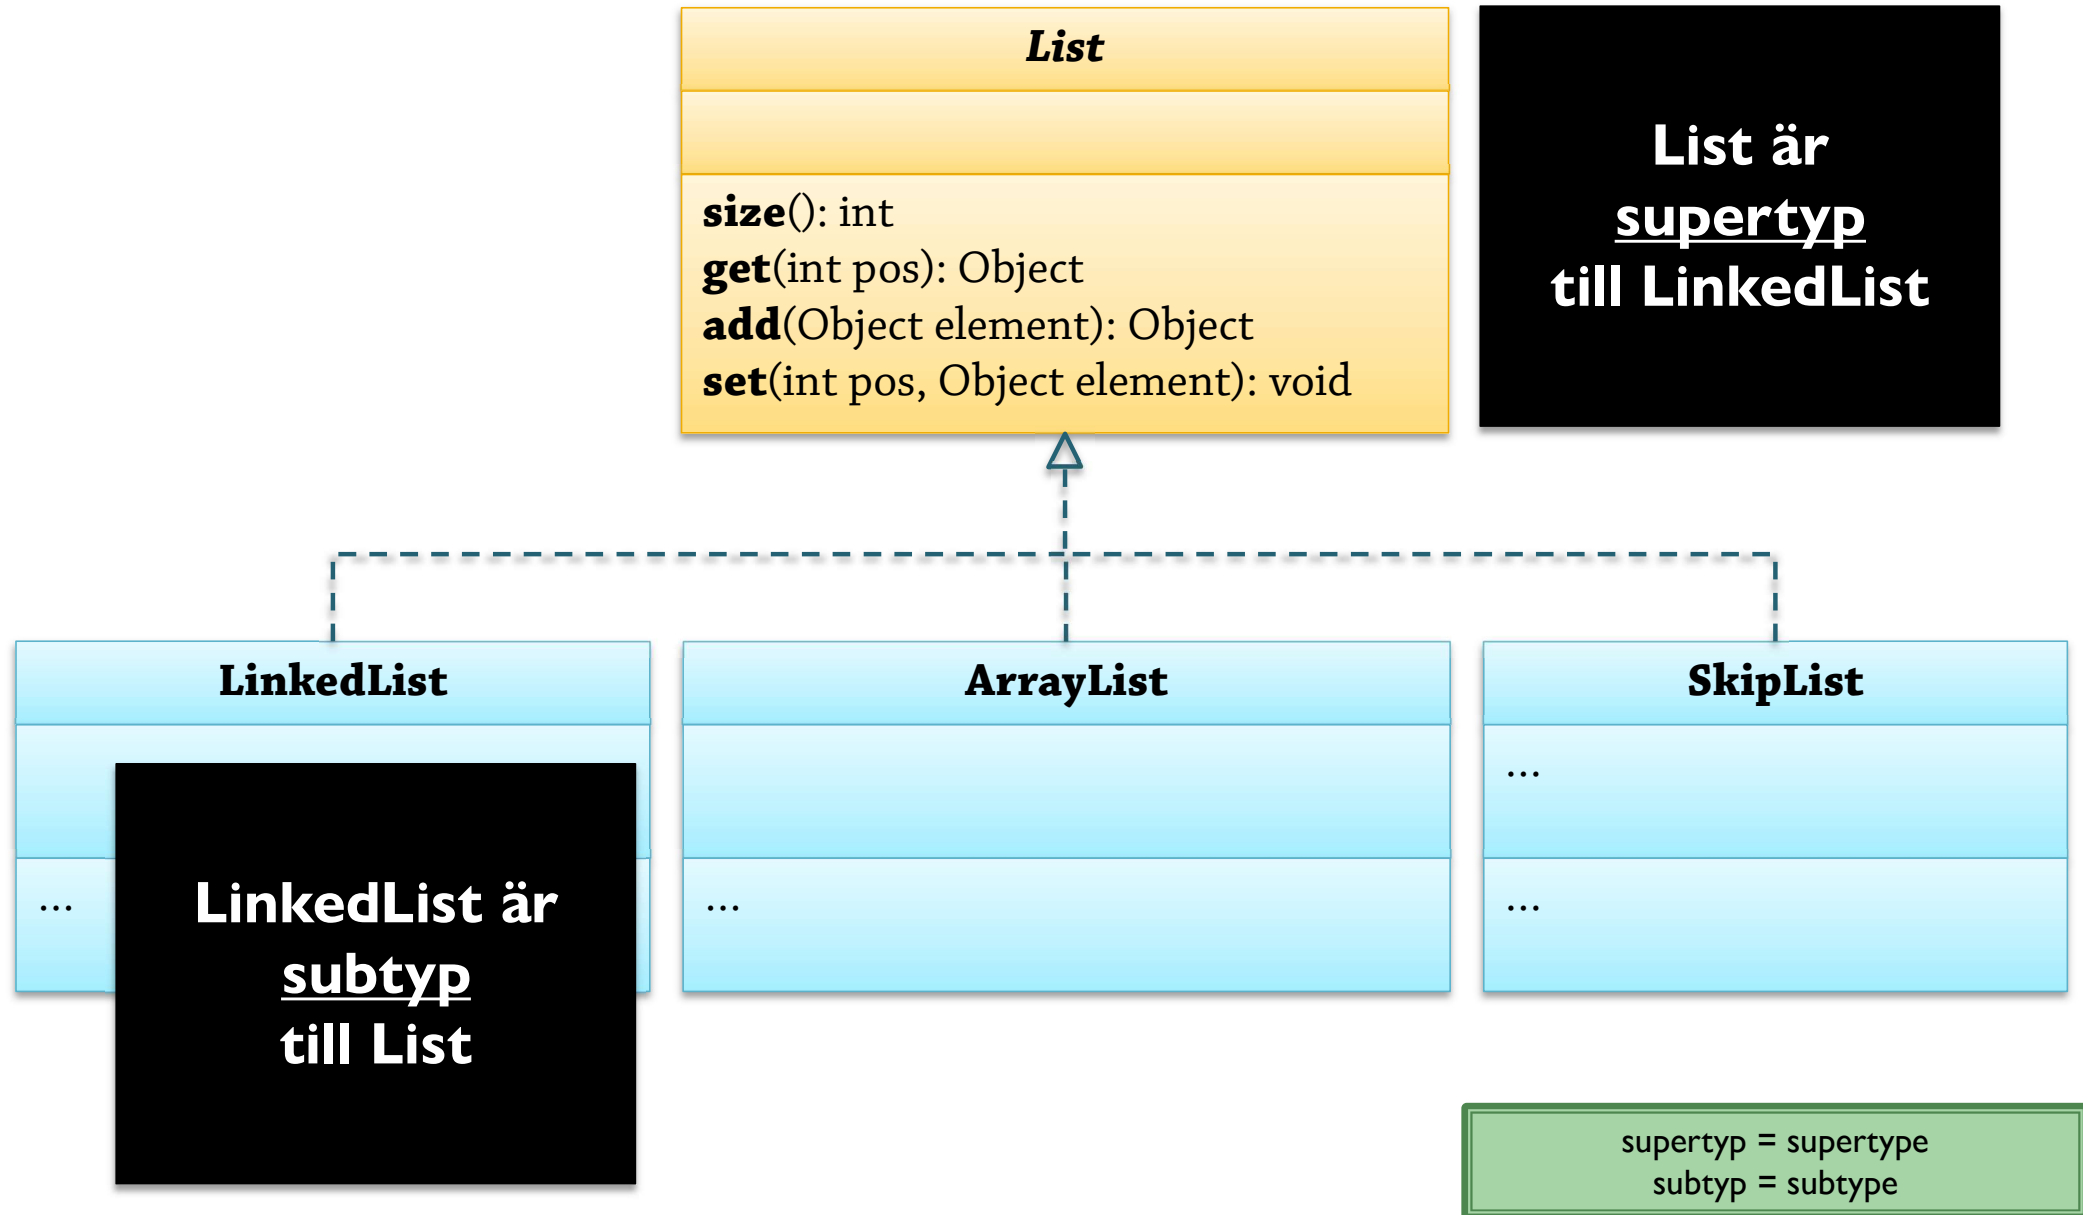 List
size(): int
get(int pos): Object
add(Object element): Object
set(int pos, Object element): void
List är
supertyp
till LinkedList
LinkedList
...
LinkedList är
subtyp
till List
ArrayList
...
SkipList
...
...
supertyp = supertype
subtyp = subtype